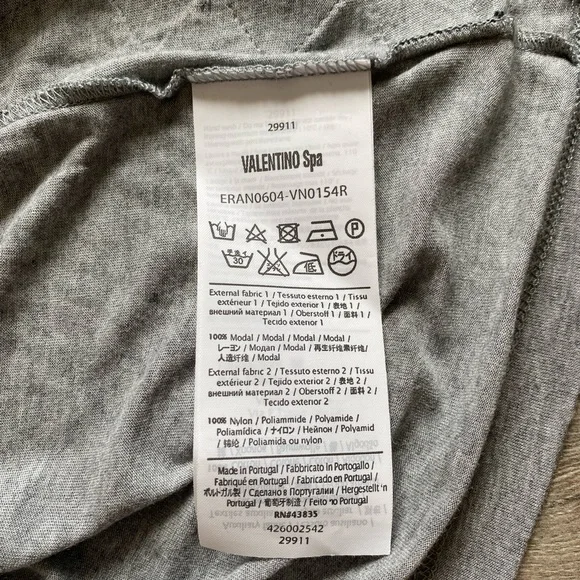 29911
VALENTINO Spa
ERAN0604-VN0154R
P
30
低
ドライ
External fabric 1 / Tessuto esterno 1 / Tissu
extérieur 1 / Tejido exterior 1 / 表地 1 /
внешний материал 1 / Oberstoff 1 / 面料 1 /
Tecido exterior 1
100% Modal / Modal / Modal / Modal /
レーヨン / Модал / Modal / 再生纤维素纤维/
人造纤维 / Modal
External fabric 2 / Tessuto esterno 2 / Tissu
extérieur 2 / Tejido exterior 2 / 表地 2 /
внешний материал 2 / Oberstoff 2 / 面料 2 /
Tecido exterior 2
100% Nylon / Poliammide / Polyamide /
Poliamídica / ナイロン / Нейлон / Polyamid
/ 锦纶 / Poliamida ou nylon
Made in Portugal / Fabbricato in Portogallo /
Fabriqué en Portugal / Fabricado en Portugal /
ポルトガル製 / Сделано в Португалии / Hergestellt in
Portugal / 葡萄牙制造 / Feito no Portugal
RN#43835
426002542
29911